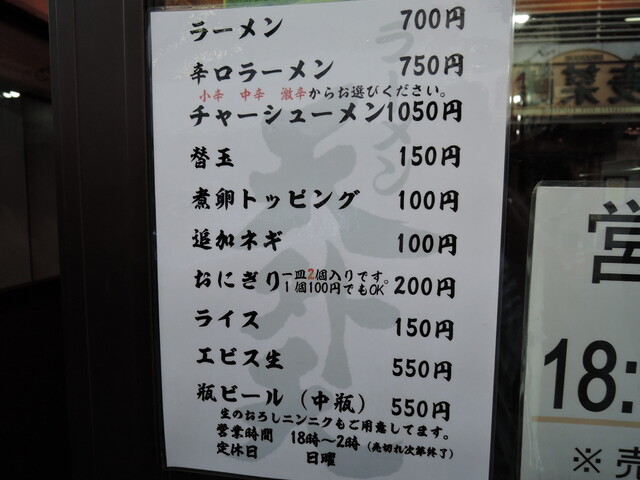 ラーメン 700円
辛口ラーメン 750円
小辛 中辛 激辛からお選びください。
チャーシューメン 1050円
替玉 150円
煮卵トッピング 100円
追加ネギ 100円
おにぎり 一皿2個入りです。 200円
1個100円でもOK
ライス 150円
エビス生 550円
瓶ビール（中瓶） 550円
生のおろしニンニクもご用意してます。
営業時間 18時～2時（売切れ次第終了）
定休日 日曜
ラーメン
営
18:
※売